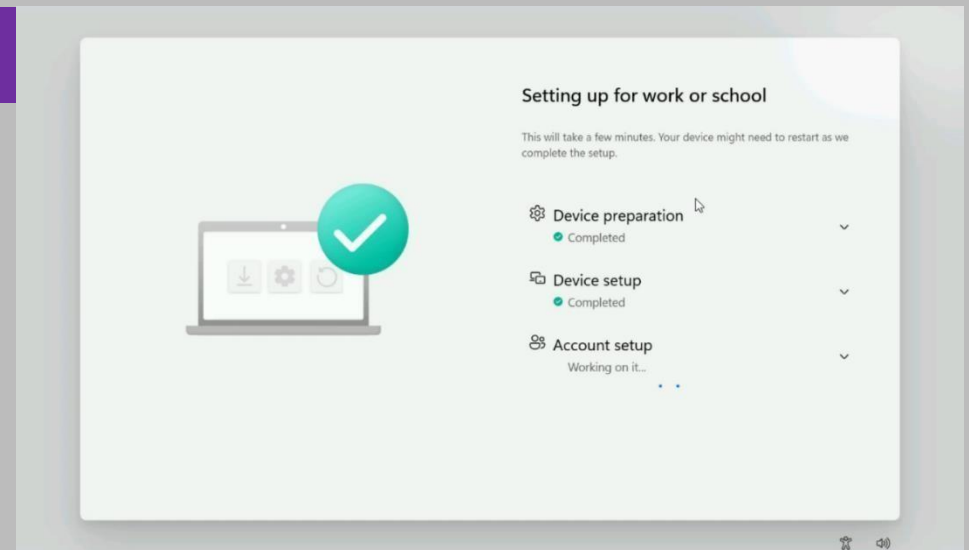 Setting up for work or school
This will take a few minutes. Your device might need to restart as we
complete the setup.
Device preparation
Completed
Device setup
Completed
Account setup
Working on it...